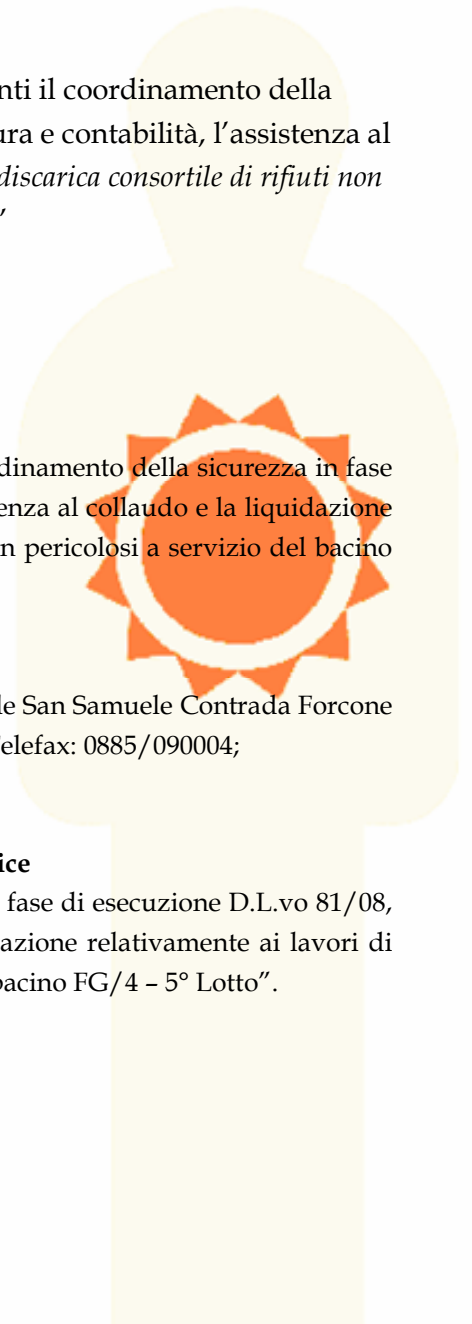 nti il coordinamento della
ura e contabilità, l’assistenza al
discarica consortile di rifiuti non
”
dinamento della sicurezza in fase
enza al collaudo e la liquidazione
n pericolosi a servizio del bacino
le San Samuele Contrada Forcone
elefax: 0885/090004;
ice
fase di esecuzione D.L.vo 81/08,
azione relativamente ai lavori di
bacino FG/4 – 5° Lotto”.